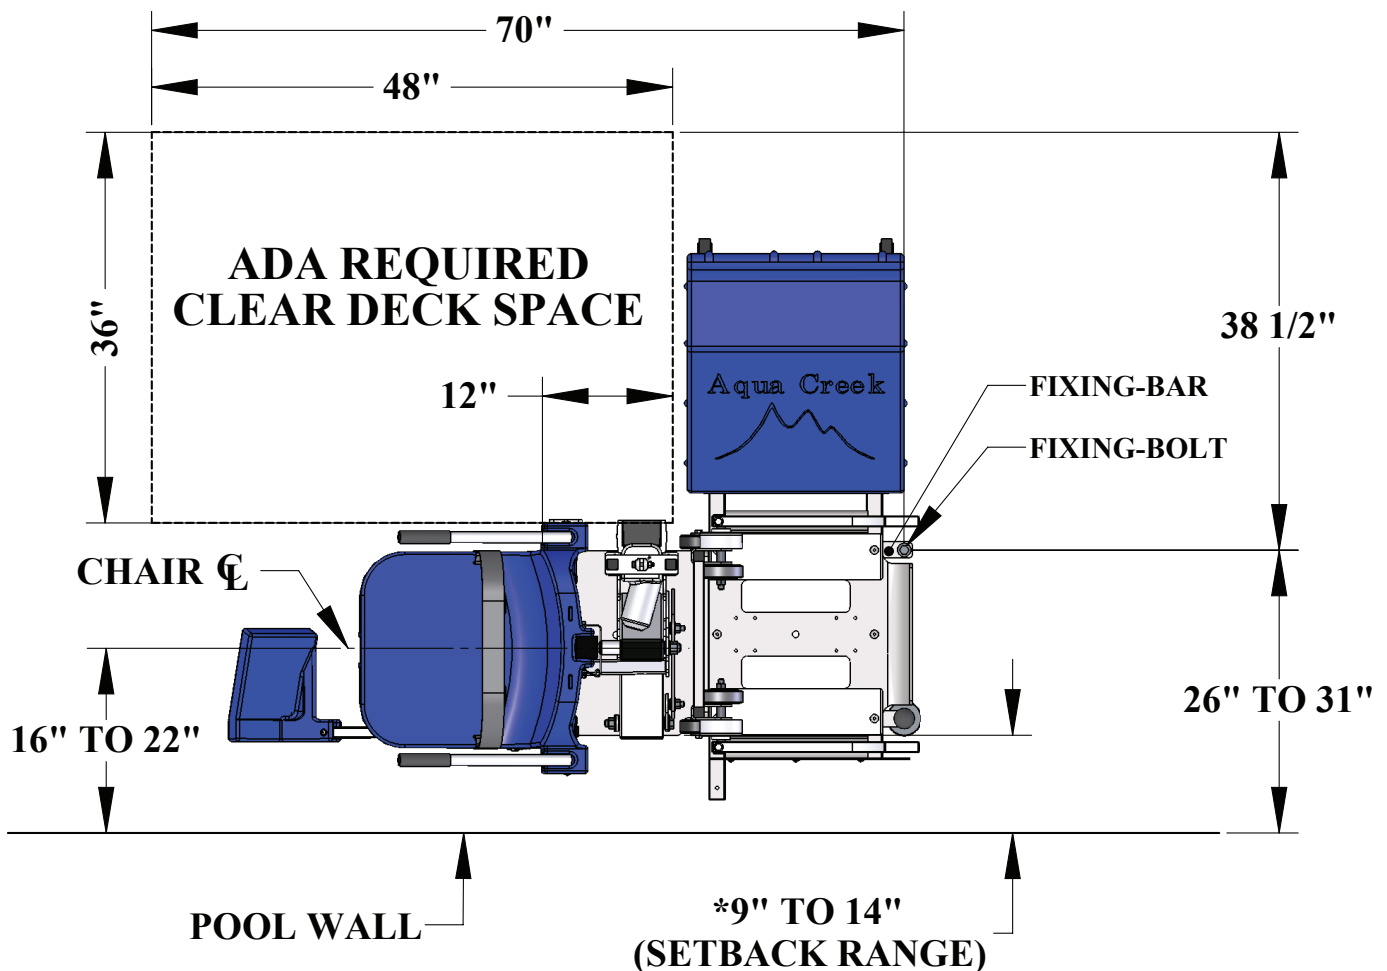 70"
48"
ADA REQUIRED
CLEAR DECK SPACE
36"
38 1/2"
12"
Aqua Creek
FIXING-BAR
FIXING-BOLT
CHAIR ℄
16" TO 22"
26" TO 31"
POOL WALL
*9" TO 14"
(SETBACK RANGE)